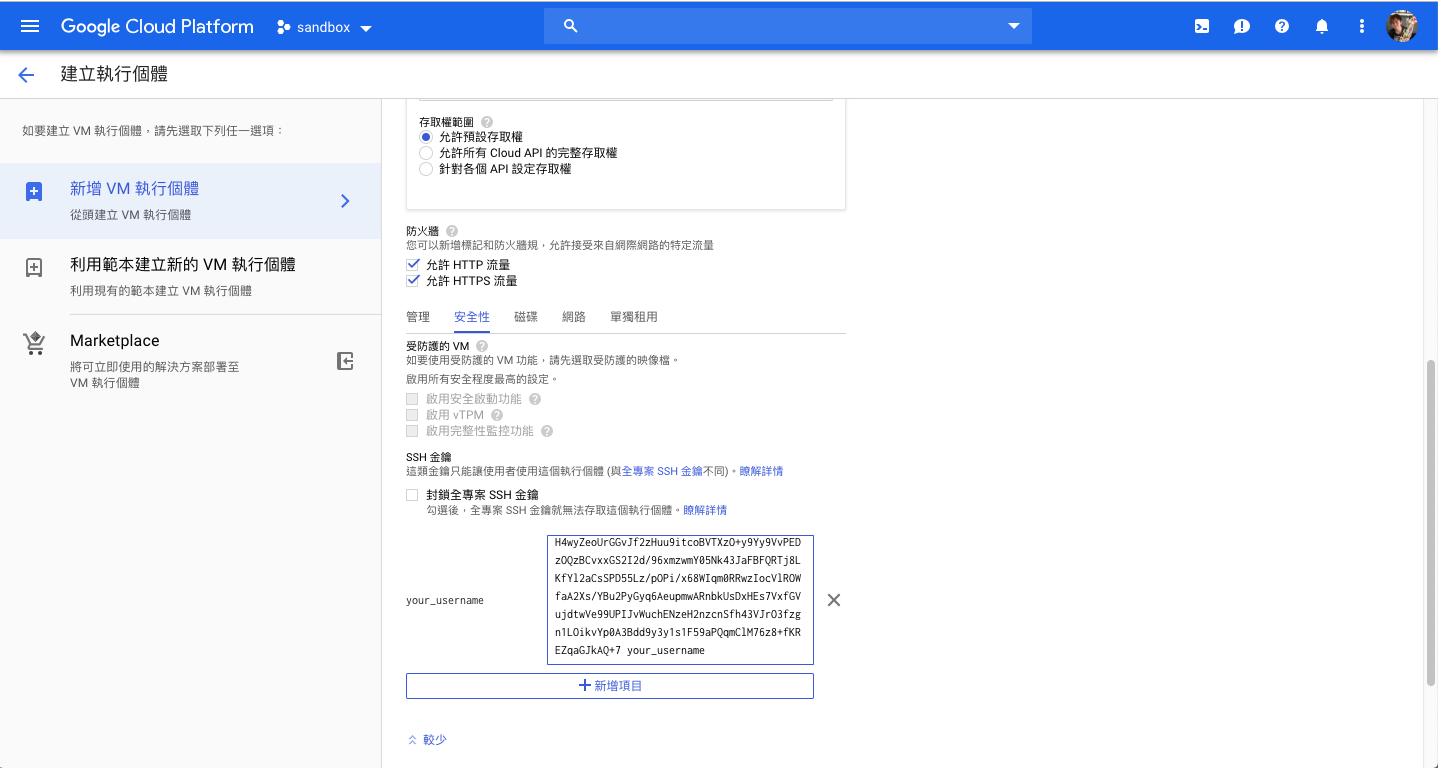 Google Cloud Platform
sandbox
建立執行個體
如要建立 VM 執行個體，請先選取下列任一選項：
新增 VM 執行個體
從頭建立 VM 執行個體
利用範本建立新的 VM 執行個體
利用現有的範本建立 VM 執行個體
Marketplace
將可立即使用的解決方案部署至
VM 執行個體
存取權範圍
允許預設存取權
允許所有 Cloud API 的完整存取權
針對各個 API 設定存取權
防火牆
您可以新增標記和防火牆規，允許接受來自網際網路的特定流量
允許 HTTP 流量
允許 HTTPS 流量
管理 安全性 磁碟 網路 單獨租用
受防護的 VM
如要使用受防護的 VM 功能，請先選取受防護的映像檔。
啟用所有安全程度最高的設定。
啟用安全啟動功能
啟用 vTPM
啟用完整性監控功能
SSH 金鑰
這類金鑰只能讓使用者使用這個執行個體 (與全專案 SSH 金鑰不同)。瞭解詳情
封鎖全專案 SSH 金鑰
勾選後，全專案 SSH 金鑰就無法存取這個執行個體。瞭解詳情
your_username
H4wyZeoUrGGvJf2zHuu9itcoBVTXzO+y9Yy9VvPED
zOQzBCvxxGS2I2d/96xmzwmY05Nk43JaFBFQRTj8L
KfYl2aCsSPD55Lz/pOPi/x68WIqm0RRwzIocVlROW
faA2Xs/YBu2PyGyq6AeupmwARnbkUsDxHEs7VxfGV
ujdtwVe99UPIJvWuchENzeH2nzcnSfh43VJrO3fzg
n1LOikvYp0A3Bdd9y3y1s1F59aPQqmClM76z8+fKR
EZqaGJkAQ+7 your_username
新增項目
較少